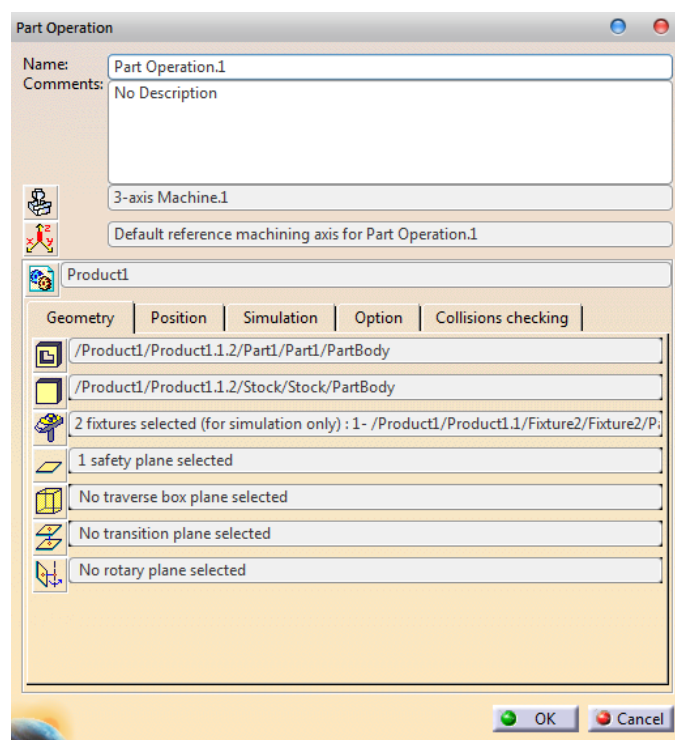 Part Operation
Name:
Part Operation.1
Comments:
No Description
3-axis Machine.1
z
x y
Default reference machining axis for Part Operation.1
Product1
Geometry Position Simulation Option Collisions checking
/Product1/Product1.1.2/Part1/Part1/PartBody
/Product1/Product1.1.2/Stock/Stock/PartBody
2 fixtures selected (for simulation only) : 1- /Product1/Product1.1/Fixture2/Fixture2/Pa
1 safety plane selected
No traverse box plane selected
No transition plane selected
No rotary plane selected
OK Cancel